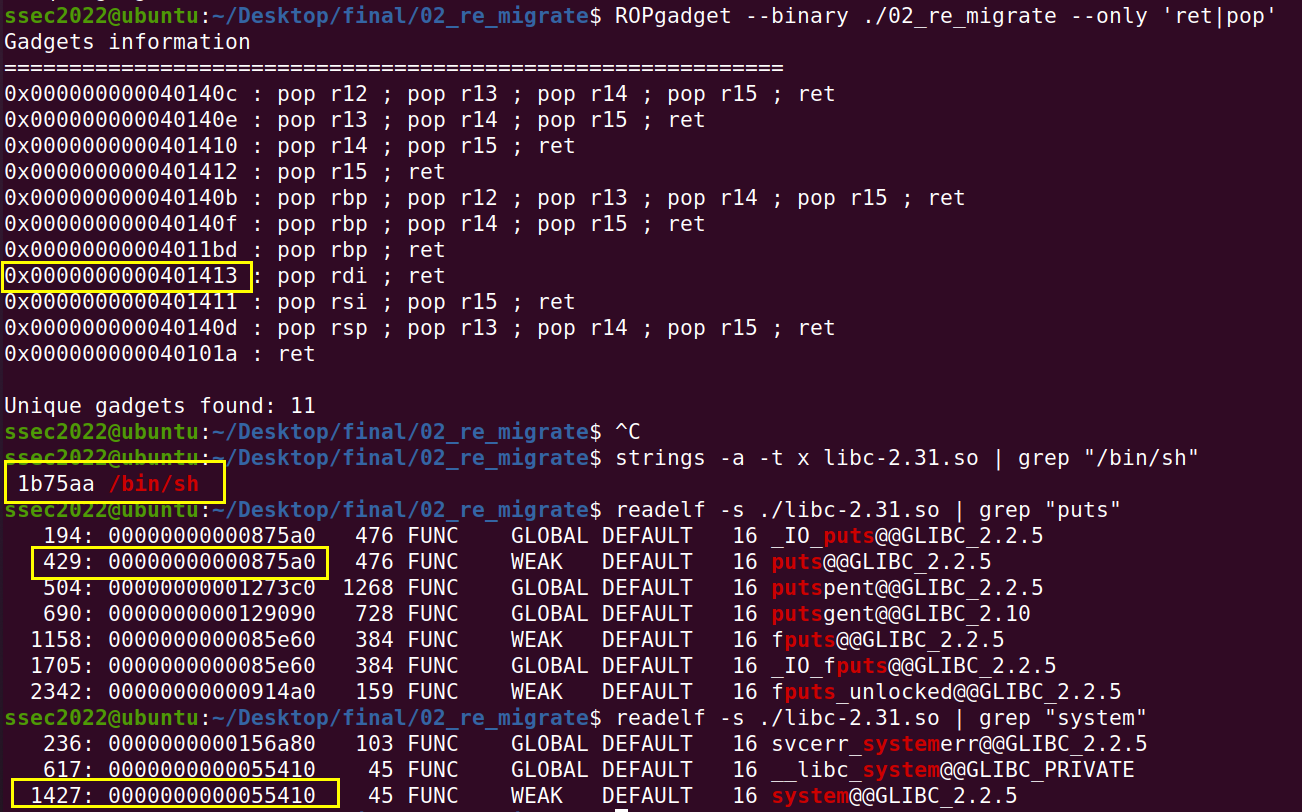 ssec2022@ubuntu:~/Desktop/final/02_re_migrate$ ROPgadget --binary ./02_re_migrate --only 'ret|pop'
Gadgets information
============================================================
0x000000000040140c : pop r12 ; pop r13 ; pop r14 ; pop r15 ; ret
0x000000000040140e : pop r13 ; pop r14 ; pop r15 ; ret
0x0000000000401410 : pop r14 ; pop r15 ; ret
0x0000000000401412 : pop r15 ; ret
0x000000000040140b : pop rbp ; pop r12 ; pop r13 ; pop r14 ; pop r15 ; ret
0x000000000040140f : pop rbp ; pop r14 ; pop r15 ; ret
0x00000000004011bd : pop rbp ; ret
0x0000000000401413 : pop rdi ; ret
0x0000000000401411 : pop rsi ; pop r15 ; ret
0x000000000040140d : pop rsp ; pop r13 ; pop r14 ; pop r15 ; ret
0x000000000040101a : ret
Unique gadgets found: 11
ssec2022@ubuntu:~/Desktop/final/02_re_migrate$ ^C
ssec2022@ubuntu:~/Desktop/final/02_re_migrate$ strings -a -t x libc-2.31.so | grep "/bin/sh"
1b75aa /bin/sh
ssec2022@ubuntu:~/Desktop/final/02_re_migrate$ readelf -s ./libc-2.31.so | grep "puts"
194: 00000000000875a0 476 FUNC GLOBAL DEFAULT 16 _IO_puts@@GLIBC_2.2.5
429: 00000000000875a0 476 FUNC WEAK DEFAULT 16 puts@@GLIBC_2.2.5
504: 00000000001273c0 1268 FUNC GLOBAL DEFAULT 16 putspent@@GLIBC_2.2.5
690: 0000000000129090 728 FUNC GLOBAL DEFAULT 16 putsgent@@GLIBC_2.10
1158: 0000000000085e60 384 FUNC WEAK DEFAULT 16 fputs@@GLIBC_2.2.5
1705: 0000000000085e60 384 FUNC GLOBAL DEFAULT 16 _IO_fputs@@GLIBC_2.2.5
2342: 00000000000914a0 159 FUNC WEAK DEFAULT 16 fputs_unlocked@@GLIBC_2.2.5
ssec2022@ubuntu:~/Desktop/final/02_re_migrate$ readelf -s ./libc-2.31.so | grep "system"
236: 0000000000156a80 103 FUNC GLOBAL DEFAULT 16 svcerr_systemerr@@GLIBC_2.2.5
617: 0000000000055410 45 FUNC GLOBAL DEFAULT 16 __libc_system@@GLIBC_PRIVATE
1427: 0000000000055410 45 FUNC WEAK DEFAULT 16 system@@GLIBC_2.2.5